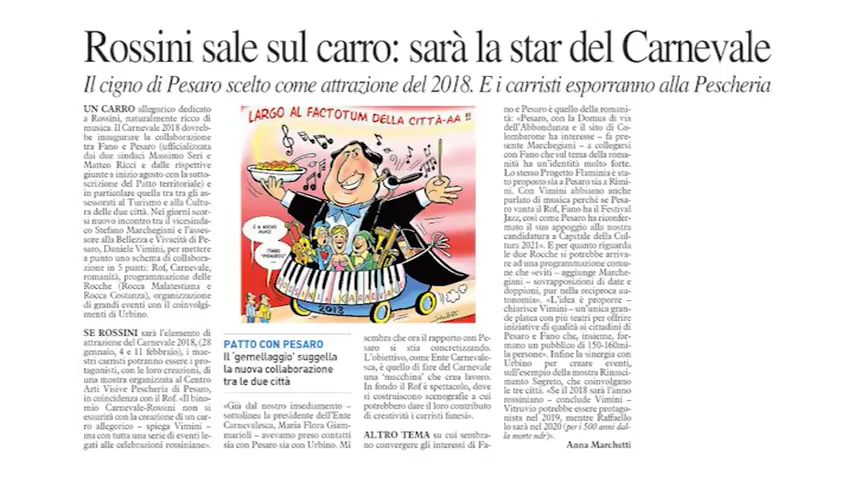 Rossini sale sul carro: sarà la star del Carnevale
Il cigno di Pesaro scelto come attrazione del 2018. E i carristi esporranno alla Pescheria
UN CARRO allegorico dedicato
a Rossini, naturalmente ricco di
musica. Il Carnevale 2018 dovreb-
be inaugurare la collaborazione
tra Fano e Pesaro (ufficializzata
dai due sindaci Massimo Seri e
Matteo Ricci e dalle rispettive
giunte a inizio agosto con la sotto-
scrizione del Patto territoriale) e
in particolare quella tra tra gli as-
sessorati al Turismo e alla Cultu-
ra delle due città. Nei giorni scor-
si nuovo incontro tra il vicesinda-
co Stefano Marchegiani e l'asses-
sore alla Bellezza e Vivacità di Pe-
saro, Daniele Vimini, per mettere
a punto uno schema di collabora-
zione in 5 punti: Rof, Carnevale,
romanità, programmazione delle
Rocche (Rocca Malatestiana e
Rocca Costanza), organizzazione
di grandi eventi con il coinvolgi-
mento di Urbino.
SE ROSSINI sarà l'elemento di
attrazione del Carnevale 2018, (28
gennaio, 4 e 11 febbraio), i mae-
stri carristi potranno essere i pro-
tagonisti, con le loro creazioni, di
una mostra organizzata al Centro
Arti Visive Pescheria di Pesaro,
in coincidenza con il Rof. «Il bino-
mio Carnevale-Rossini non si
esaurirà con la creazione di un car-
ro allegorico – spiega Vimini –
ma con tutta una serie di eventi le-
gati alle celebrazioni rossiniane».
LARGO AL FACTOTUM DELLA CITTÀ-AA !!
È IL NOSTRO
ROSSINI CARNEVALE
2018
PATTO CON PESARO
Il 'gemellaggio' suggella
la nuova collaborazione
tra le due città
«Già dal nostro insediamento –
sottolinea la presidente dell'Ente
Carnevalesca, Maria Flora Giam-
marioli – avevamo preso contatti
sia con Pesaro sia con Urbino. Mi
sembra che ora il rapporto con Pe-
saro si stia concretizzando.
L'obiettivo, come Ente Carnevale-
sca, è quello di fare del Carnevale
una 'macchina' che crea lavoro.
In fondo il Rof è spettacolo, dove
si costruiscono scenografie a cui
potrebbero dare il loro contributo
di creatività i carristi fanesi».
ALTRO TEMA su cui sembra-
no convergere gli interessi di Fa-
no e Pesaro è quello della romani-
tà: «Pesaro, con la Domus di via
dell'Abbondanza e il sito di Co-
lombarone ha interesse – fa pre-
sente Marchegiani – a collegarsi
con Fano che sul tema della roma-
nità ha un'identità molto forte.
Lo stesso Progetto Flaminia è sta-
to proposto sia a Pesaro sia a Rimi-
ni. Con Vimini abbiamo anche
parlato di musica perché se Pesa-
ro vanta il Rof, Fano ha il Festival
Jazz, così come Pesaro ha riconfer-
mato il suo appoggio alla nostra
candidatura a Capitale della Cul-
tura 2021». E per quanto riguarda
le due Rocche si potrebbe arriva-
re ad una programmazione comu-
ne che «eviti – aggiunge Marche-
giani – sovrapposizioni di date e
doppioni, pur nella reciproca au-
tonomia». «L'idea è proporre –
chiarisce Vimini – un'unica gran-
de platea con più teatri per offrire
iniziative di qualità ai cittadini di
Pesaro e Fano che, insieme, for-
mano un pubblico di 150-160mi-
la persone». Infine la sinergia con
Urbino per creare eventi,
sull'esempio della mostra Rinasci-
mento Segreto, che coinvolgano
le tre città. «Se il 2018 sarà l'anno
rossiniano – conclude Vimini –
Vitruvio potrebbe essere protago-
nista nel 2019, mentre Raffaello
lo sarà nel 2020 (per i 500 anni dal-
la morte ndr)».
Anna Marchetti